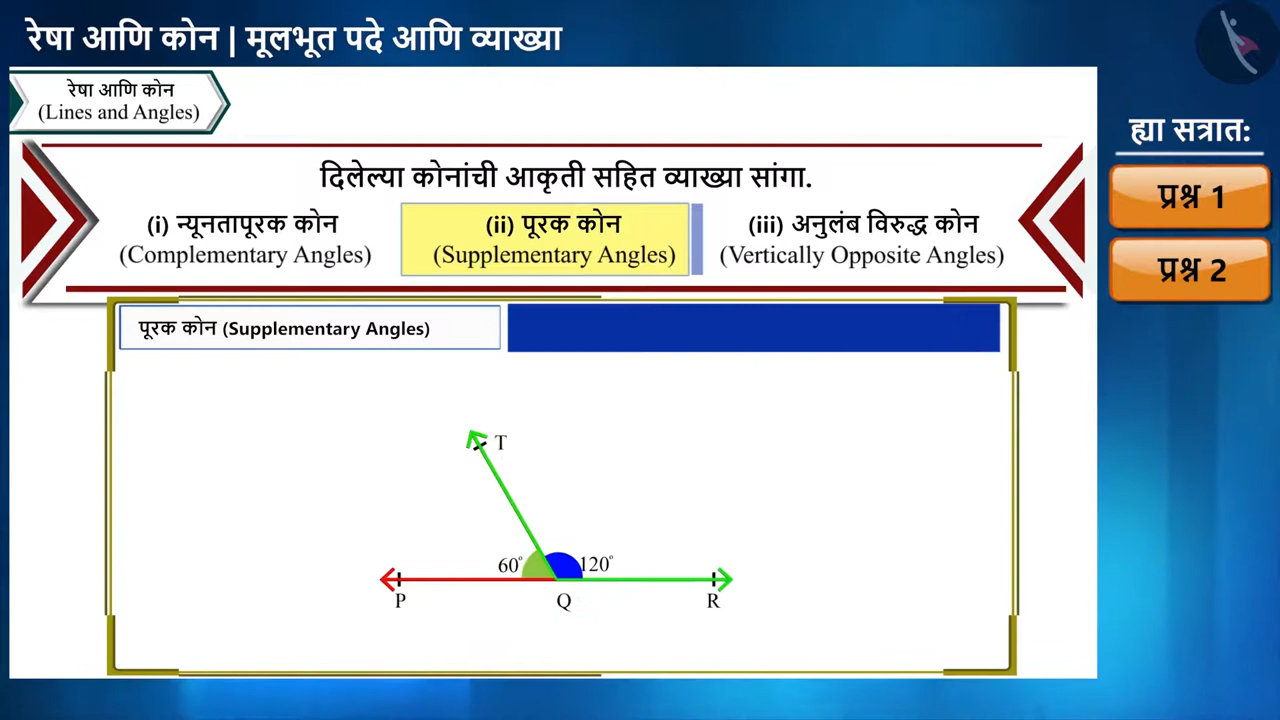 रेषा आणि कोन | मूलभूत पदे आणि व्याख्या
रेषा आणि कोन
(Lines and Angles)
ह्या सत्रात:
प्रश्न 1
प्रश्न 2
दिलेल्या कोनांची आकृती सहित व्याख्या सांगा.
(i) न्यूनतापूरक कोन
(Complementary Angles)
(ii) पूरक कोन
(Supplementary Angles)
(iii) अनुलंब विरुद्ध कोन
(Vertically Opposite Angles)
पूरक कोन (Supplementary Angles)
T
60° 120°
P Q R